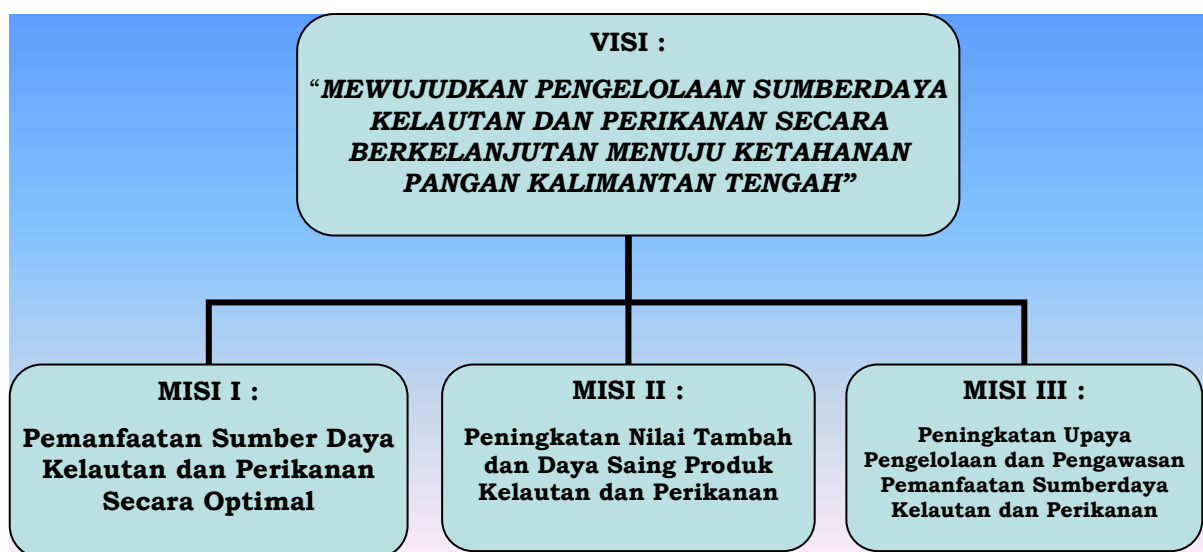 VISI :
“MEWUJUDKAN PENGELOLAAN SUMBERDAYA
KELAUTAN DAN PERIKANAN SECARA
BERKELANJUTAN MENUJU KETAHANAN
PANGAN KALIMANTAN TENGAH”
MISI I :
Pemanfaatan Sumber Daya
Kelautan dan Perikanan
Secara Optimal
MISI II :
Peningkatan Nilai Tambah
dan Daya Saing Produk
Kelautan dan Perikanan
MISI III :
Peningkatan Upaya
Pengelolaan dan Pengawasan
Pemanfaatan Sumberdaya
Kelautan dan Perikanan